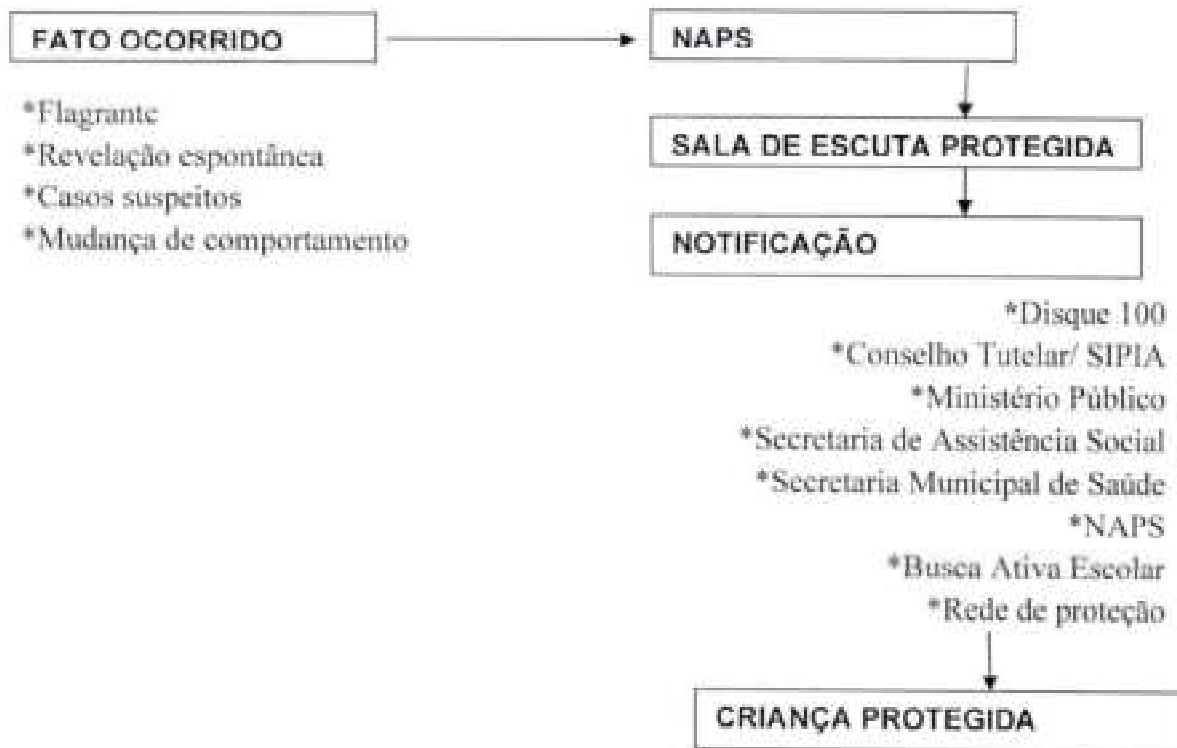 FATO OCORRIDO
*Flagrante
*Revelação espontânea
*Casos suspeitos
*Mudança de comportamento
NAPS
SALA DE ESCUTA PROTEGIDA
NOTIFICAÇÃO
*Disque 100
*Conselho Tutelar/ SIPIA
*Ministério Público
*Secretaria de Assistência Social
*Secretaria Municipal de Saúde
*NAPS
*Busca Ativa Escolar
*Rede de proteção
CRIANÇA PROTEGIDA